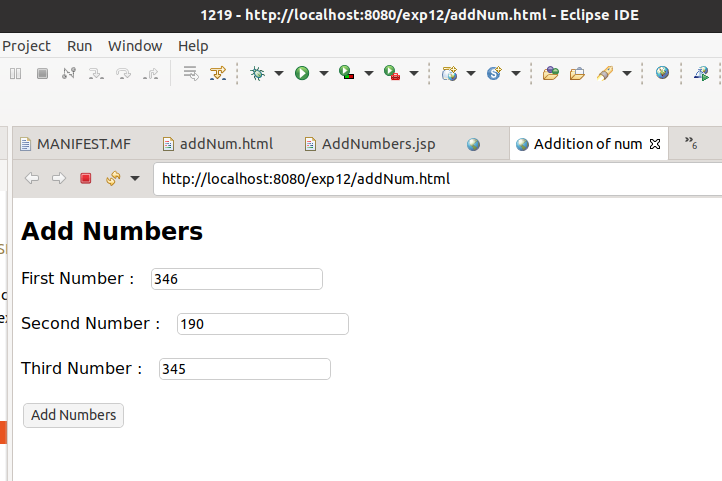 1219 - http://localhost:8080/exp12/addNum.html - Eclipse IDE
Project Run Window Help
MANIFEST.MF addNum.html AddNumbers.jsp Addition of num »6
http://localhost:8080/exp12/addNum.html
Add Numbers
First Number : 346
Second Number : 190
Third Number : 345
Add Numbers